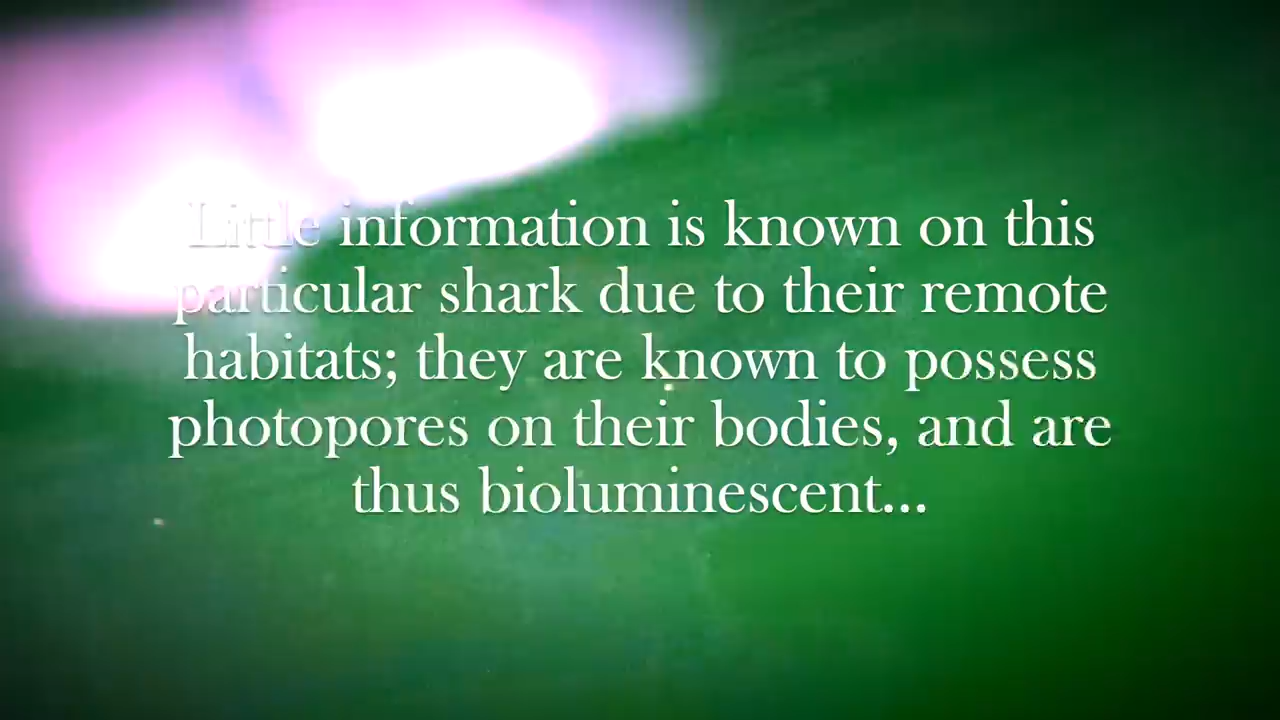 Little information is known on this
particular shark due to their remote
habitats; they are known to possess
photopores on their bodies, and are
thus bioluminescent...